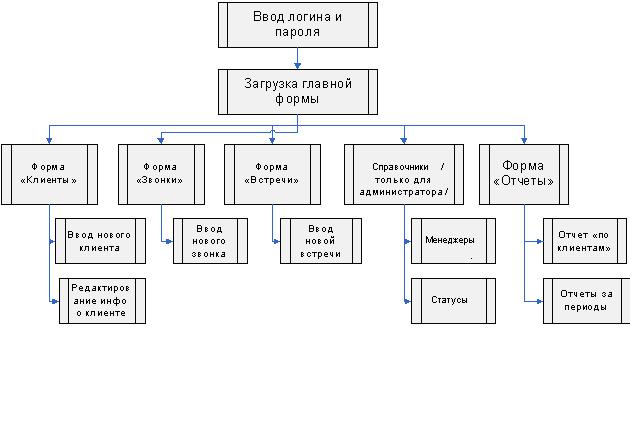 Ввод логина и
пароля
Загрузка главной
формы
Форма
«Клиенты»
Форма
«Звонки»
Форма
«Встречи»
Справочники /
только для
администратора /
Форма
«Отчеты»
Ввод нового
клиента
Ввод
нового
звонка
Ввод
новой
встречи
Менеджеры
.
Отчет «по
клиентам»
Редактиров
ание инфо
о клиенте
Статусы
Отчеты за
периоды